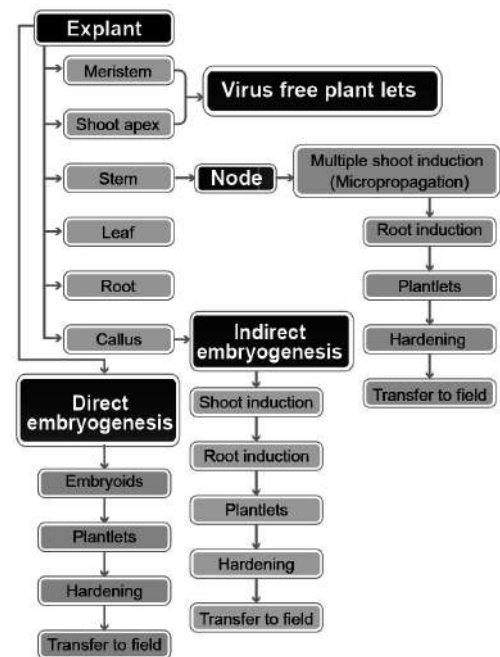 Explant
Meristem
Shoot apex
Virus free plant lets
Stem
Node
Multiple shoot induction
(Micropropagation)
Root induction
Plantlets
Hardening
Transfer to field
Leaf
Root
Callus
Indirect
embryogenesis
Shoot induction
Root induction
Plantlets
Hardening
Transfer to field
Direct
embryogenesis
Embryoids
Plantlets
Hardening
Transfer to field